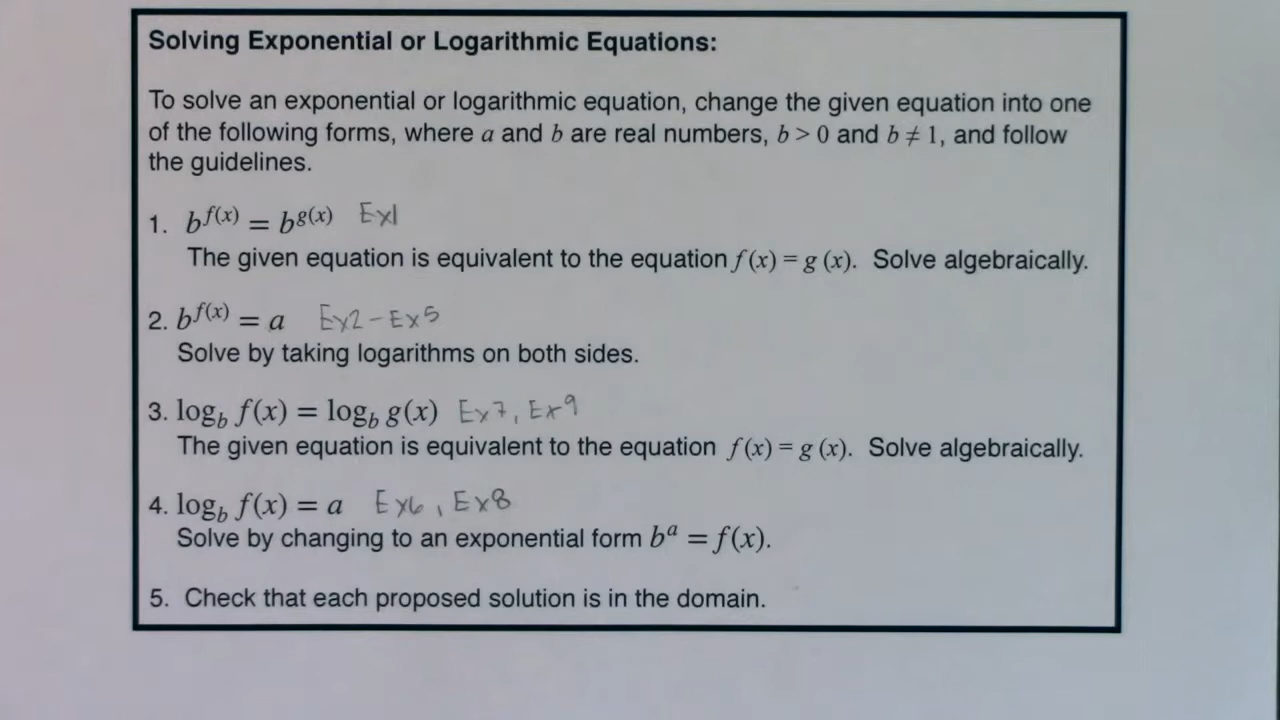 Solving Exponential or Logarithmic Equations:
To solve an exponential or logarithmic equation, change the given equation into one
of the following forms, where a and b are real numbers, b > 0 and b ≠ 1, and follow
the guidelines.
1. b^{f(x)} = b^{g(x)} Ex1
The given equation is equivalent to the equation f(x) = g (x). Solve algebraically.
2. b^{f(x)} = a Ex2 - Ex5
Solve by taking logarithms on both sides.
3. log_b f(x) = log_b g(x) Ex7, Ex9
The given equation is equivalent to the equation f(x) = g (x). Solve algebraically.
4. log_b f(x) = a Ex6, Ex8
Solve by changing to an exponential form b^a = f(x).
5. Check that each proposed solution is in the domain.